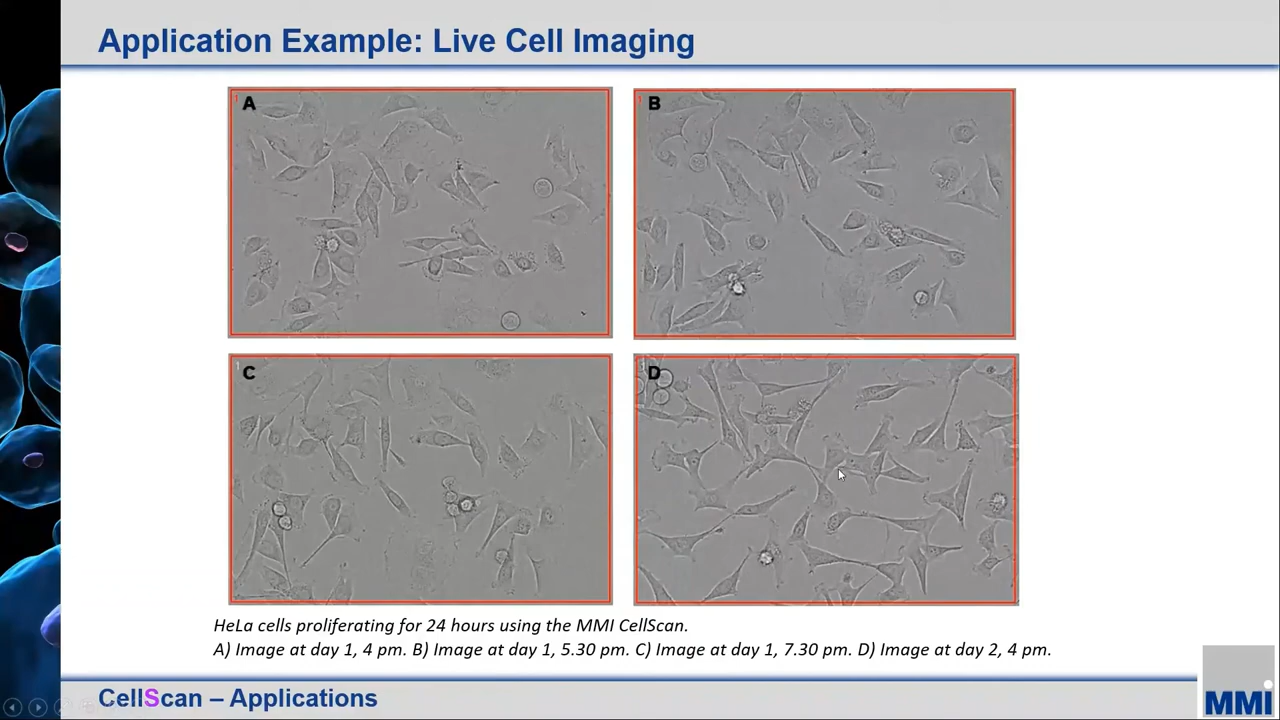 Application Example: Live Cell Imaging
A
B
C
D
HeLa cells proliferating for 24 hours using the MMI CellScan.
A) Image at day 1, 4 pm. B) Image at day 1, 5.30 pm. C) Image at day 1, 7.30 pm. D) Image at day 2, 4 pm.
CellScan – Applications
MMI